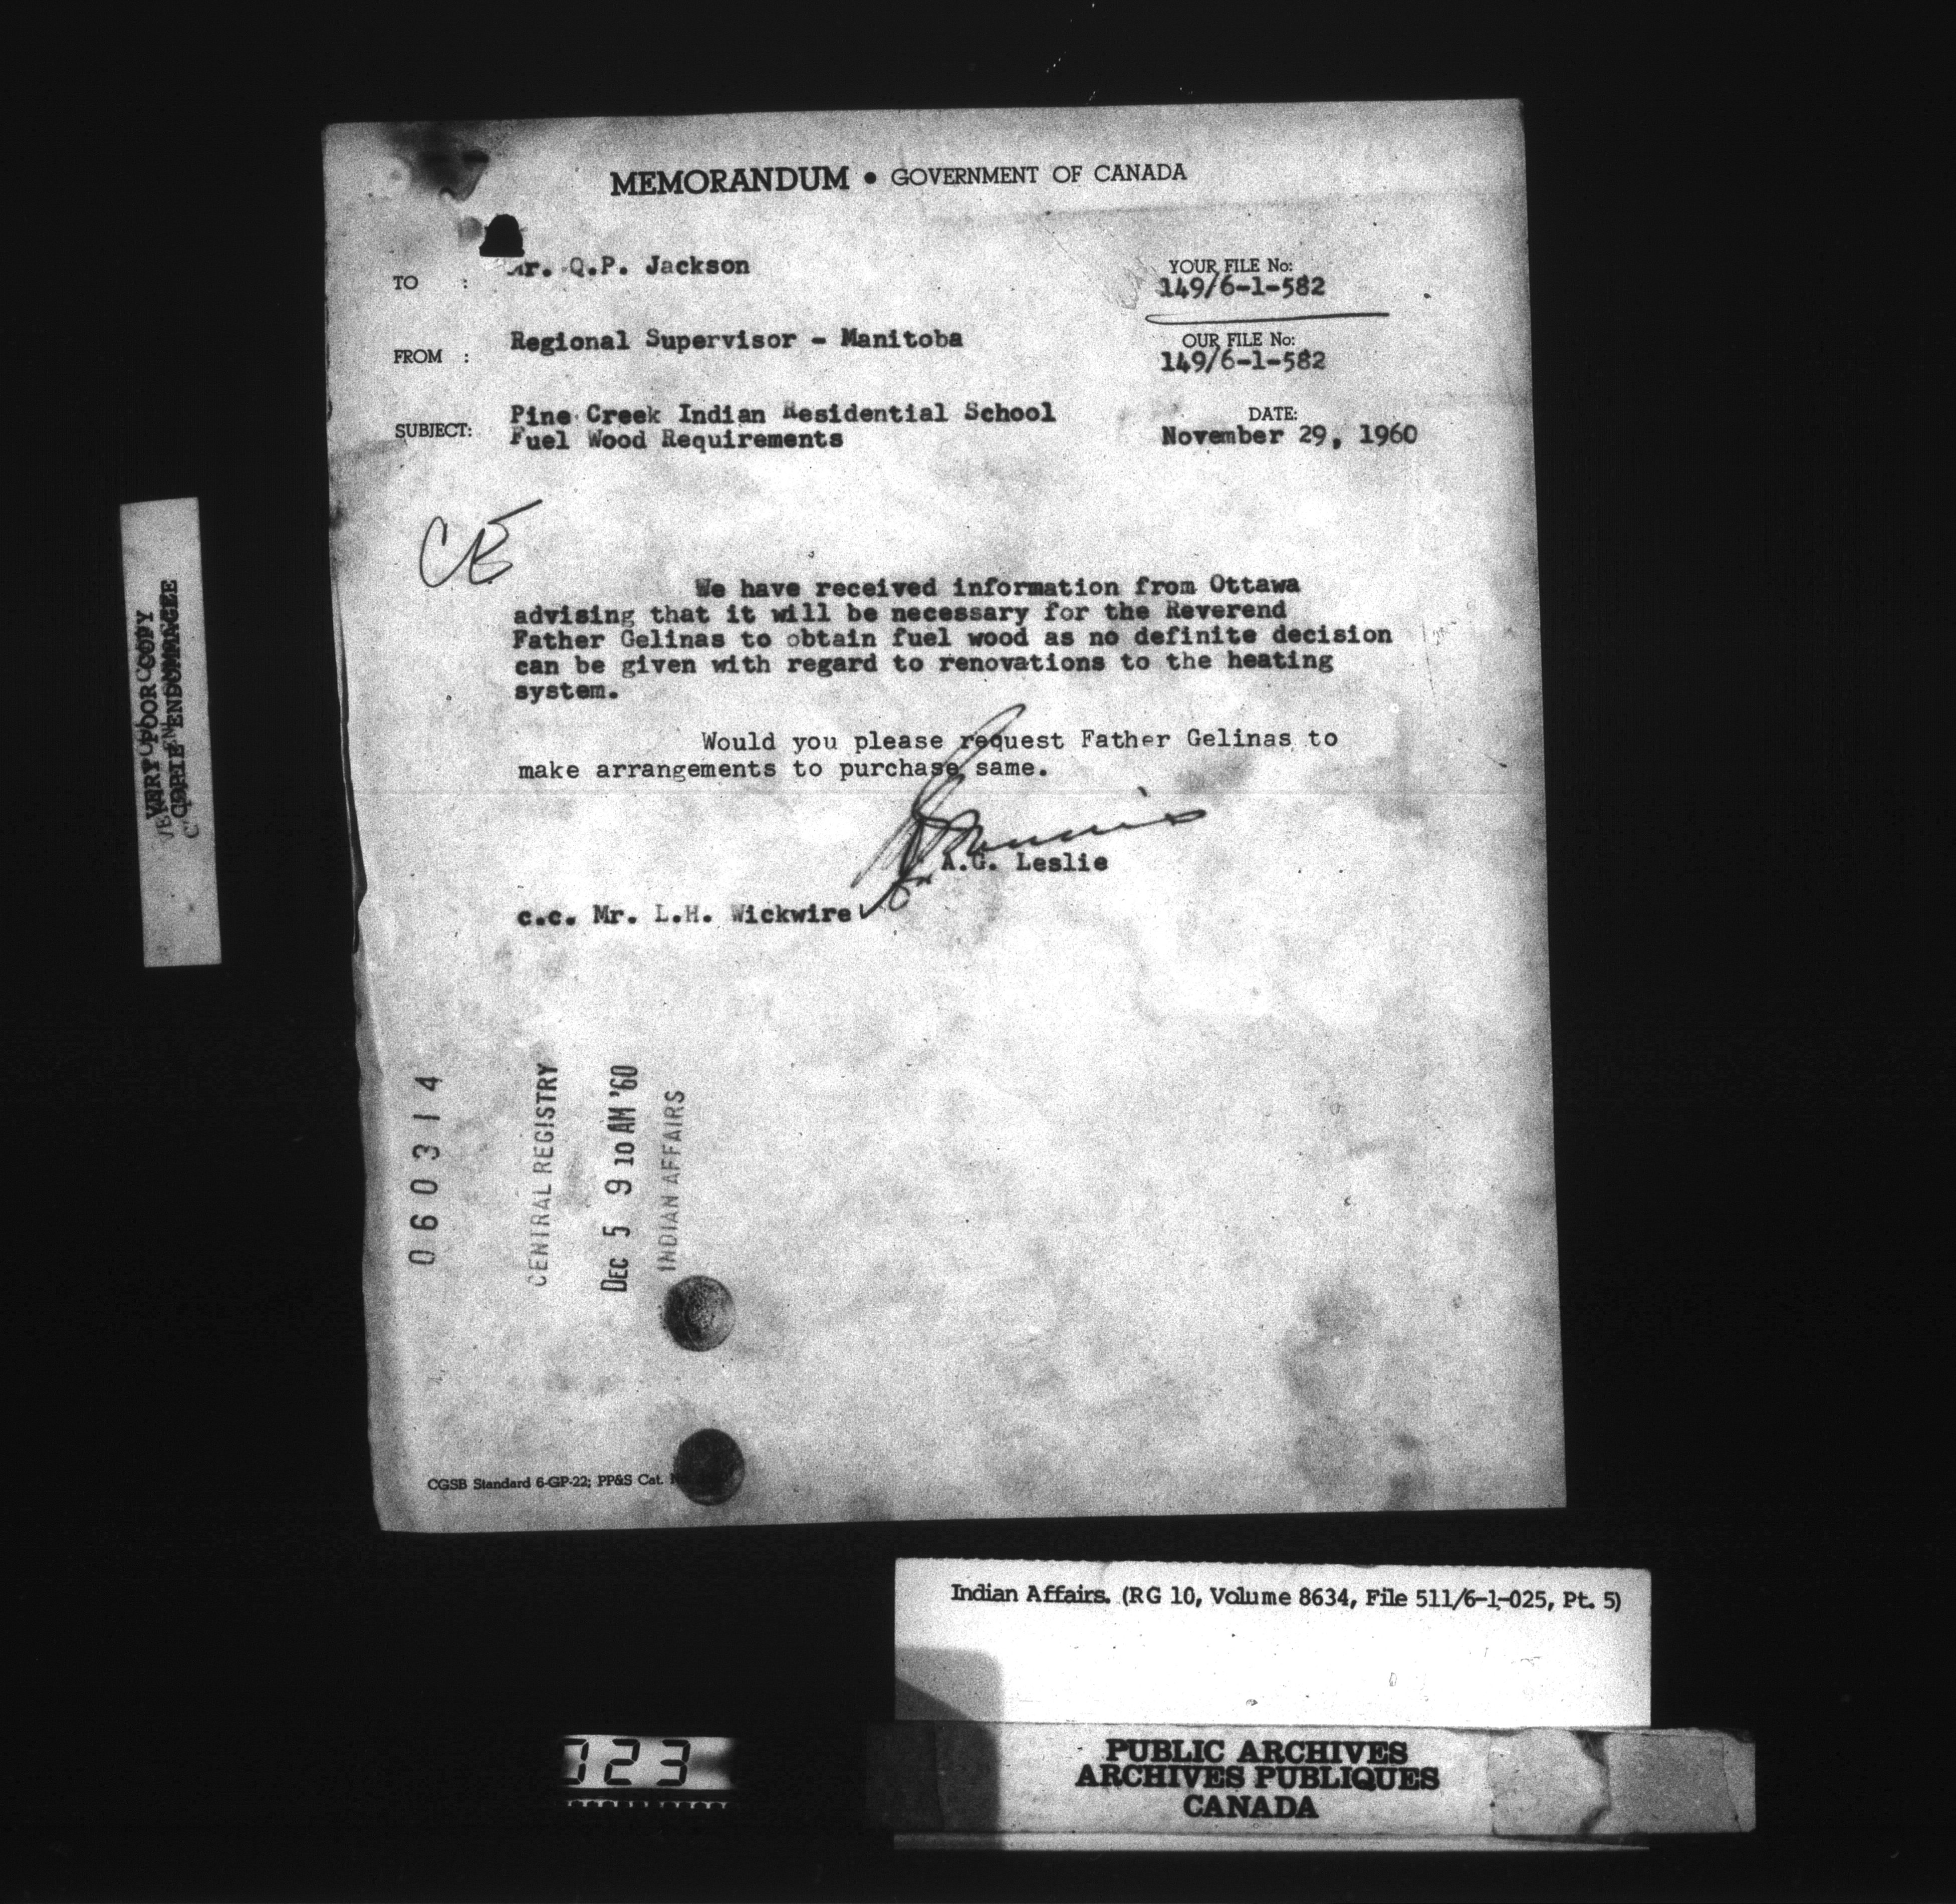 MEMORANDUM • GOVERNMENT OF CANADA
TO : Mr. Q.P. Jackson
YOUR FILE No:
149/6-1-582
FROM : Regional Supervisor - Manitoba
OUR FILE No:
149/6-1-582
SUBJECT: Pine Creek Indian Residential School
Fuel Wood Requirements
DATE:
November 29, 1960
CE
We have received information from Ottawa
advising that it will be necessary for the Reverend
Father Gelinas to obtain fuel wood as no definite decision
can be given with regard to renovations to the heating
system.
Would you please request Father Gelinas to
make arrangements to purchase same.
A.G. Leslie
c.c. Mr. L.H. Wickwire
060314
CENTRAL REGISTRY
DEC 5 9 10 AM '60
INDIAN AFFAIRS
CGSB Standard 6-GP-22; PP&S Cat.
VERY POOR COPY
COPIE ENDOMMAGEE
Indian Affairs. (RG 10, Volume 8634, File 511/6-1-025, Pt. 5)
23
PUBLIC ARCHIVES
ARCHIVES PUBLIQUES
CANADA